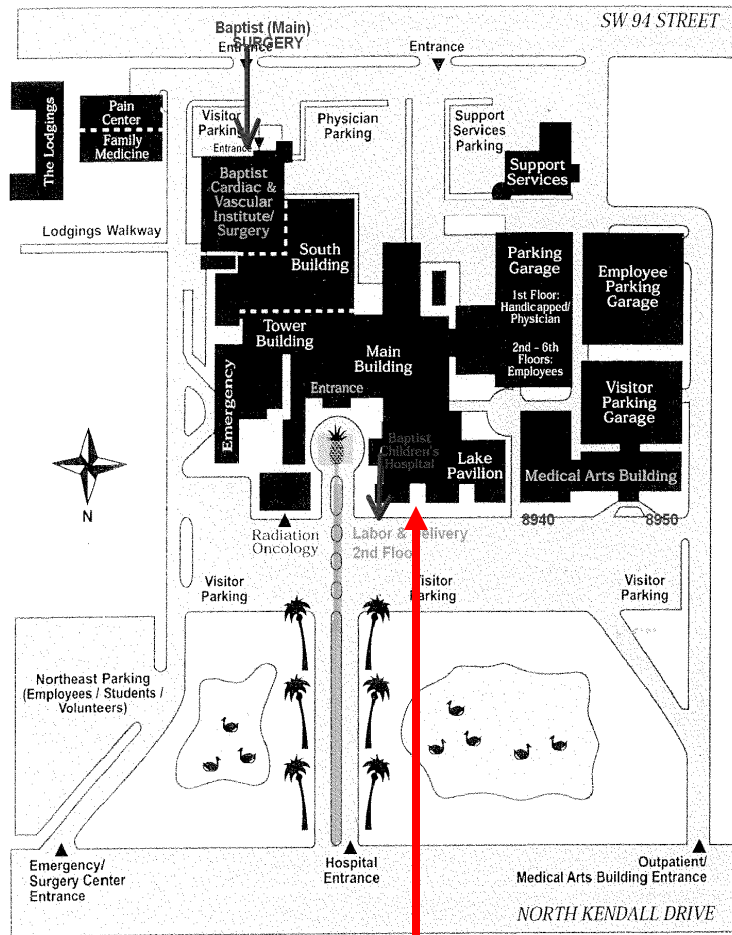 SW 94 STREET
Baptist (Main)
SURGERY
Entrance
Entrance
The Lodgings
Pain
Center
Family
Medicine
Visitor
Parking
Entrance
Physician
Parking
Support
Services
Parking
Support
Services
Baptist
Cardiac &
Vascular
Institute/
Surgery
Lodgings Walkway
South
Building
Parking
Garage
1st Floor:
Handicapped/
Physician
2nd - 6th
Floors:
Employees
Employee
Parking
Garage
Tower
Building
Main
Building
Entrance
Emergency
Visitor
Parking
Garage
Baptist
Children's
Hospital
Lake
Pavilion
Medical Arts Building
N
8940
8950
Radiation
Oncology
Labor & Delivery
2nd Floor
Visitor
Parking
Visitor
Parking
Visitor
Parking
Northeast Parking
(Employees / Students /
Volunteers)
Emergency/
Surgery Center
Entrance
Hospital
Entrance
Outpatient/
Medical Arts Building Entrance
NORTH KENDALL DRIVE